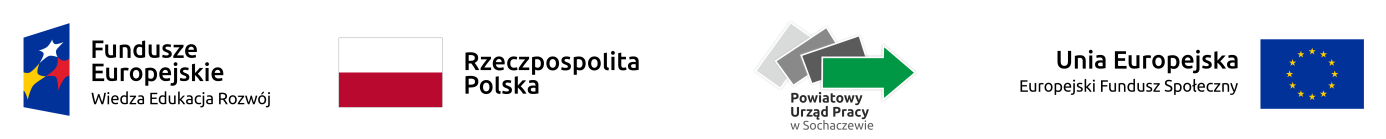 Fundusze
Europejskie
Wiedza Edukacja Rozwój
Rzeczpospolita
Polska
Powiatowy
Urząd Pracy
w Sochaczewie
Unia Europejska
Europejski Fundusz Społeczny